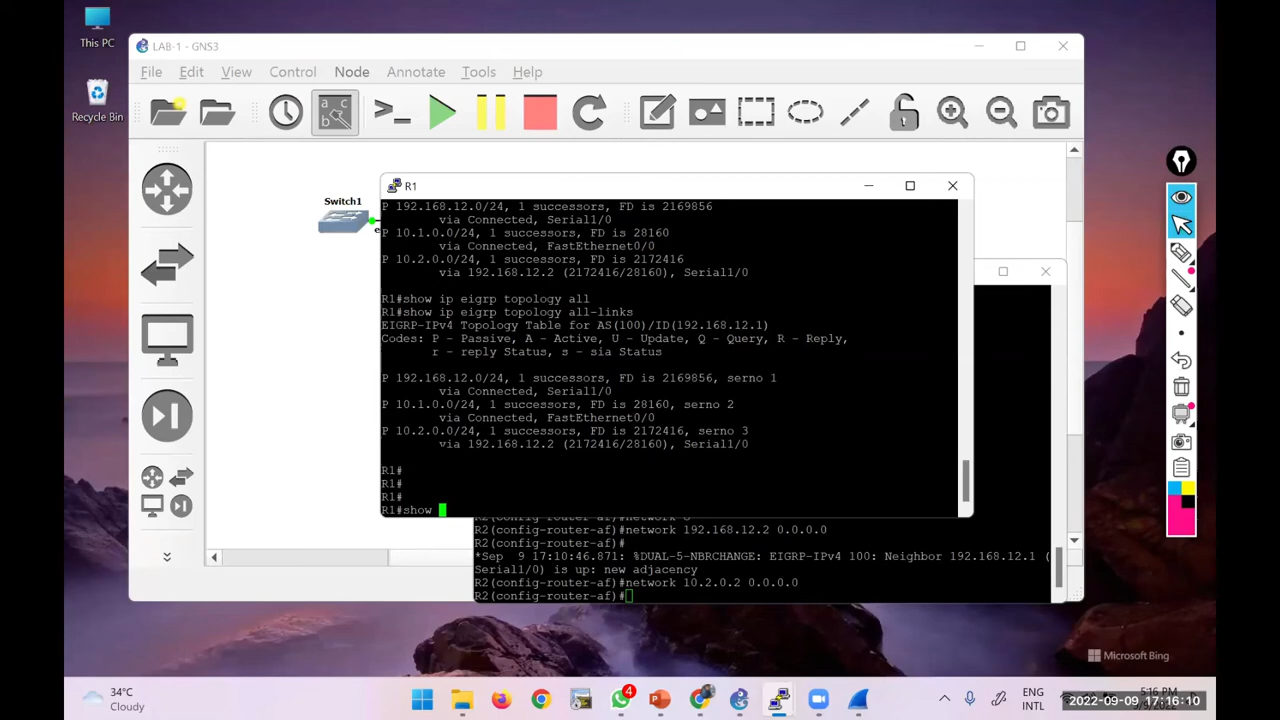 This PC
Recycle Bin
LAB-1 - GNS3
File Edit View Control Node Annotate Tools Help
Switch1
e
R1
P 192.168.12.0/24, 1 successors, FD is 2169856
via Connected, Serial1/0
P 10.1.0.0/24, 1 successors, FD is 28160
via Connected, FastEthernet0/0
P 10.2.0.0/24, 1 successors, FD is 2172416
via 192.168.12.2 (2172416/28160), Serial1/0
R1#show ip eigrp topology all
R1#show ip eigrp topology all-links
EIGRP-IPv4 Topology Table for AS(100)/ID(192.168.12.1)
Codes: P - Passive, A - Active, U - Update, Q - Query, R - Reply,
r - reply Status, s - sia Status
P 192.168.12.0/24, 1 successors, FD is 2169856, serno 1
via Connected, Serial1/0
P 10.1.0.0/24, 1 successors, FD is 28160, serno 2
via Connected, FastEthernet0/0
P 10.2.0.0/24, 1 successors, FD is 2172416, serno 3
via 192.168.12.2 (2172416/28160), Serial1/0
R1#
R1#
R1#
R1#show
R2(config-router-af)#network 192.168.12.2 0.0.0.0
R2(config-router-af)#
*Sep  9 17:10:46.871: %DUAL-5-NBRCHANGE: EIGRP-IPv4 100: Neighbor 192.168.12.1 (
Serial1/0) is up: new adjacency
R2(config-router-af)#network 10.2.0.2 0.0.0.0
R2(config-router-af)#
Microsoft Bing
34°C
Cloudy
4
ENG
INTL
5:16 PM
2022-09-09 17:16:10